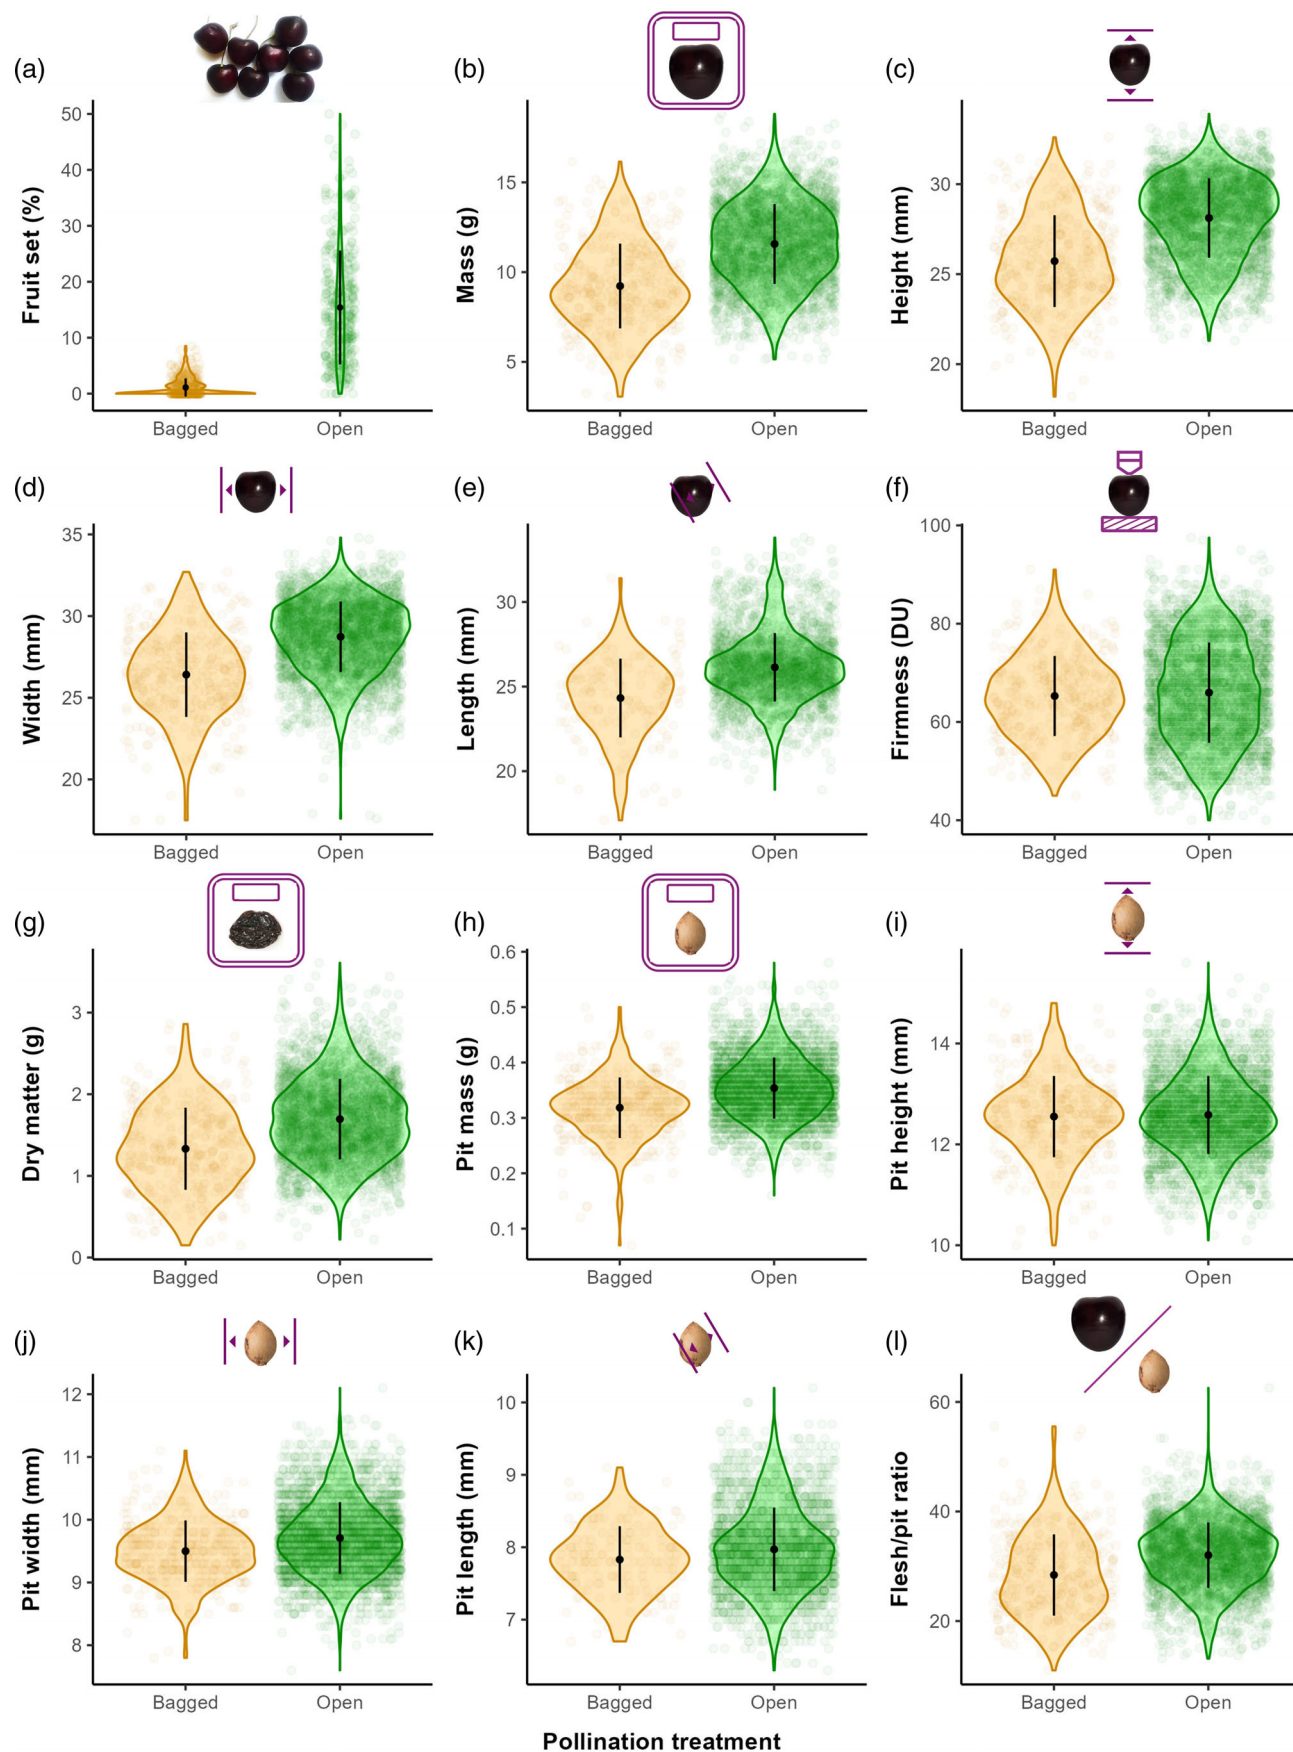 (a)
Fruit set (%)
50
40
30
20
10
0
Bagged Open
(b)
Mass (g)
15
10
5
Bagged Open
(c)
Height (mm)
30
25
20
Bagged Open
(d)
Width (mm)
35
30
25
20
Bagged Open
(e)
Length (mm)
30
25
20
Bagged Open
(f)
Firmness (DU)
100
80
60
40
Bagged Open
(g)
Dry matter (g)
3
2
1
0
Bagged Open
(h)
Pit mass (g)
0.6
0.5
0.4
0.3
0.2
0.1
Bagged Open
(i)
Pit height (mm)
14
12
10
Bagged Open
(j)
Pit width (mm)
12
11
10
9
8
Bagged Open
(k)
Pit length (mm)
10
9
8
7
Bagged Open
(l)
Flesh/pit ratio
60
40
20
Bagged Open
Pollination treatment